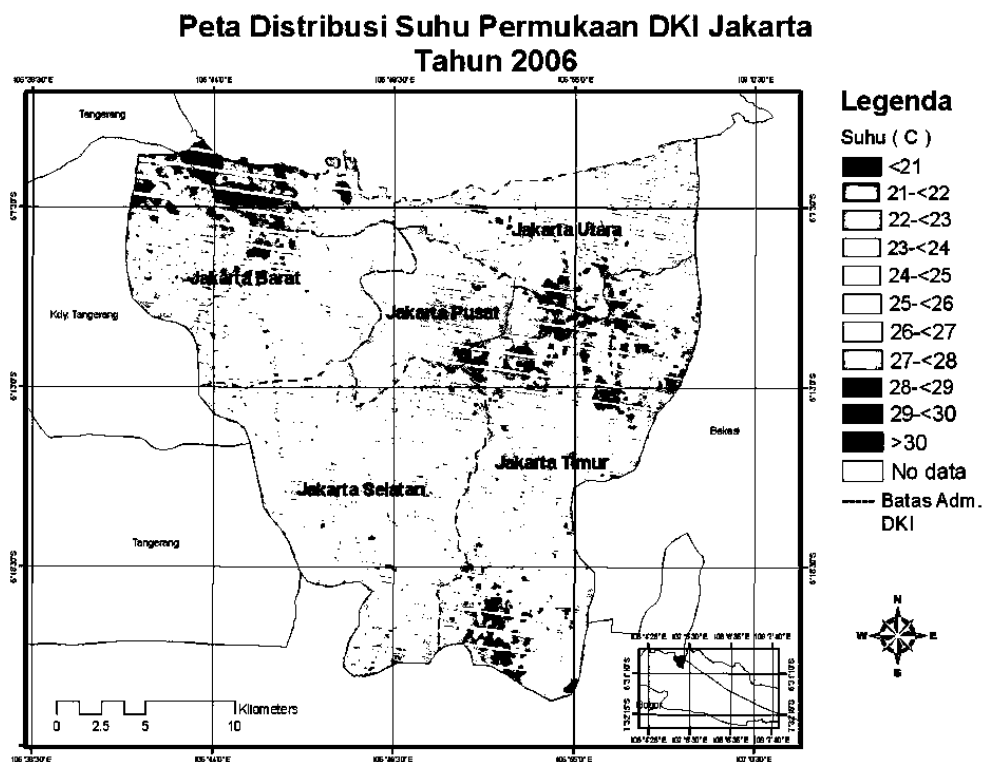 Peta Distribusi Suhu Permukaan DKI Jakarta
Tahun 2006
Legenda
Suhu ( C )
<21
21-<22
22-<23
23-<24
24-<25
25-<26
26-<27
27-<28
28-<29
29-<30
>30
No data
Batas Adm.
DKI
Tangerang
Jakarta Utara
Jakarta Barat
Kdy. Tangerang
Jakarta Pusat
Bekasi
Jakarta Timur
Jakarta Selatan
Tangerang
N
W E
S
Kilometers
0 2.5 5 10
Bogor